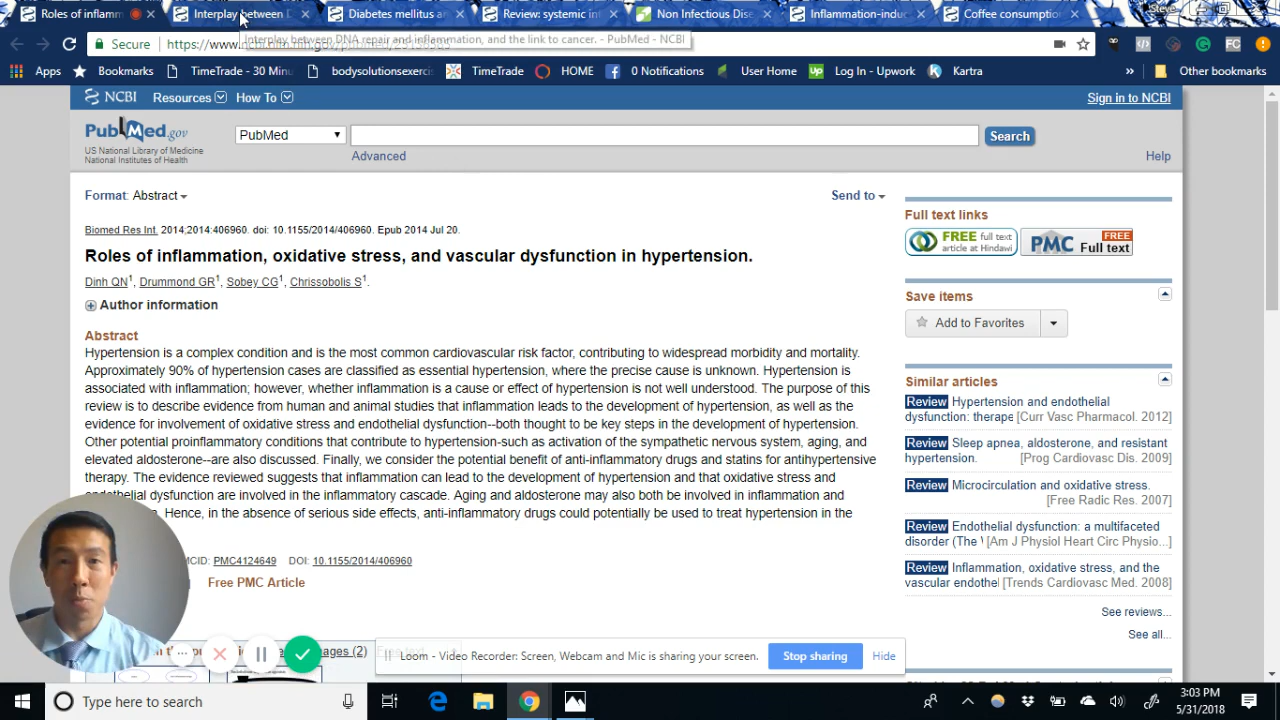 Roles of inflamm
Interplay between D
Diabetes mellitus an
Review: systemic inf
Non Infectious Dise
Inflammation-induc
Coffee consumptio
Steve
Secure
https://www.ncbi.nlm.nih.gov/pubmed/
Interplay between DNA repair and inflammation, and the link to cancer. - PubMed - NCBI
Apps
Bookmarks
TimeTrade - 30 Minu
bodysolutionsexercis
TimeTrade
HOME
0 Notifications
User Home
Log In - Upwork
Kartra
»
Other bookmarks
NCBI
Resources
How To
Sign in to NCBI
PubMed.gov
US National Library of Medicine
National Institutes of Health
PubMed
Search
Advanced
Help
Format: Abstract
Send to
Biomed Res Int. 2014;2014:406960. doi: 10.1155/2014/406960. Epub 2014 Jul 20.
Roles of inflammation, oxidative stress, and vascular dysfunction in hypertension.
Dinh QN1, Drummond GR1, Sobey CG1, Chrissobolis S1.
Author information
Abstract
Hypertension is a complex condition and is the most common cardiovascular risk factor, contributing to widespread morbidity and mortality.
Approximately 90% of hypertension cases are classified as essential hypertension, where the precise cause is unknown. Hypertension is
associated with inflammation; however, whether inflammation is a cause or effect of hypertension is not well understood. The purpose of this
review is to describe evidence from human and animal studies that inflammation leads to the development of hypertension, as well as the
evidence for involvement of oxidative stress and endothelial dysfunction--both thought to be key steps in the development of hypertension.
Other potential proinflammatory conditions that contribute to hypertension-such as activation of the sympathetic nervous system, aging, and
elevated aldosterone--are also discussed. Finally, we consider the potential benefit of anti-inflammatory drugs and statins for antihypertensive
therapy. The evidence reviewed suggests that inflammation can lead to the development of hypertension and that oxidative stress and
endothelial dysfunction are involved in the inflammatory cascade. Aging and aldosterone may also both be involved in inflammation and
Hence, in the absence of serious side effects, anti-inflammatory drugs could potentially be used to treat hypertension in the
MCID: PMC4124649 DOI: 10.1155/2014/406960
Free PMC Article
Full text links
FREE full text
article at Hindawi
PMC FREE
Full text
Save items
Add to Favorites
Similar articles
Review Hypertension and endothelial
dysfunction: therape [Curr Vasc Pharmacol. 2012]
Review Sleep apnea, aldosterone, and resistant
hypertension. [Prog Cardiovasc Dis. 2009]
Review Microcirculation and oxidative stress.
[Free Radic Res. 2007]
Review Endothelial dysfunction: a multifaceted
disorder (The [Am J Physiol Heart Circ Physio...]
Review Inflammation, oxidative stress, and the
vascular endothe [Trends Cardiovasc Med. 2008]
See reviews...
See all...
images (2)
Loom - Video Recorder: Screen, Webcam and Mic is sharing your screen.
Stop sharing
Hide
Type here to search
3:03 PM
5/31/2018